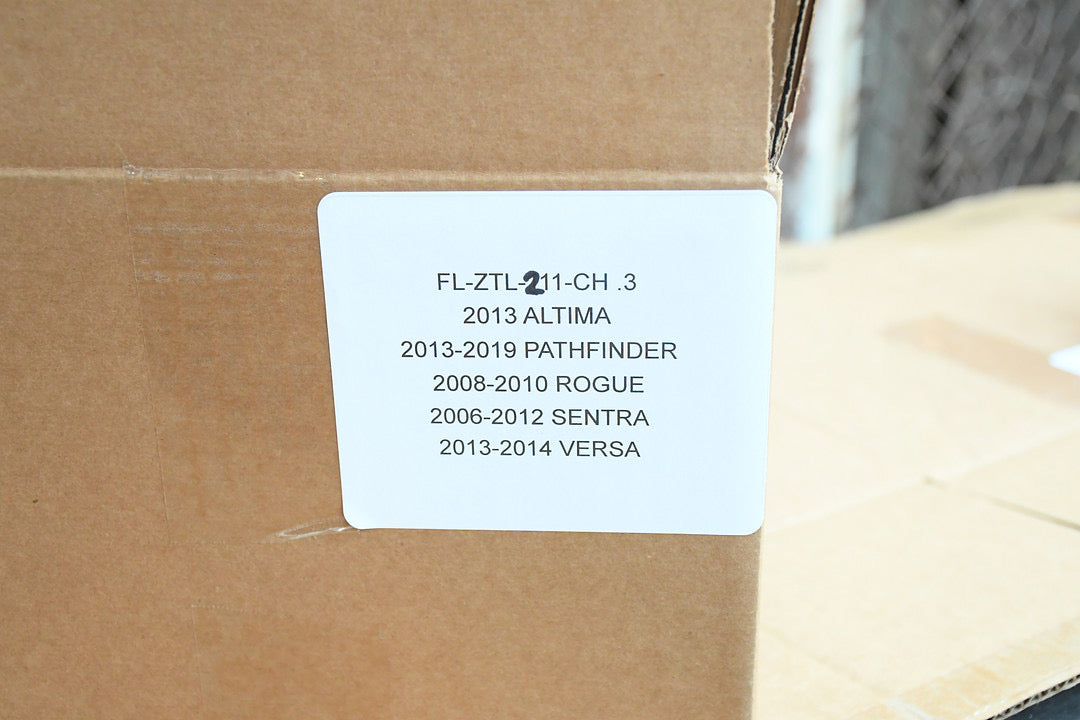 FL-ZTL-211-CH .3
2013 ALTIMA
2013-2019 PATHFINDER
2008-2010 ROGUE
2006-2012 SENTRA
2013-2014 VERSA